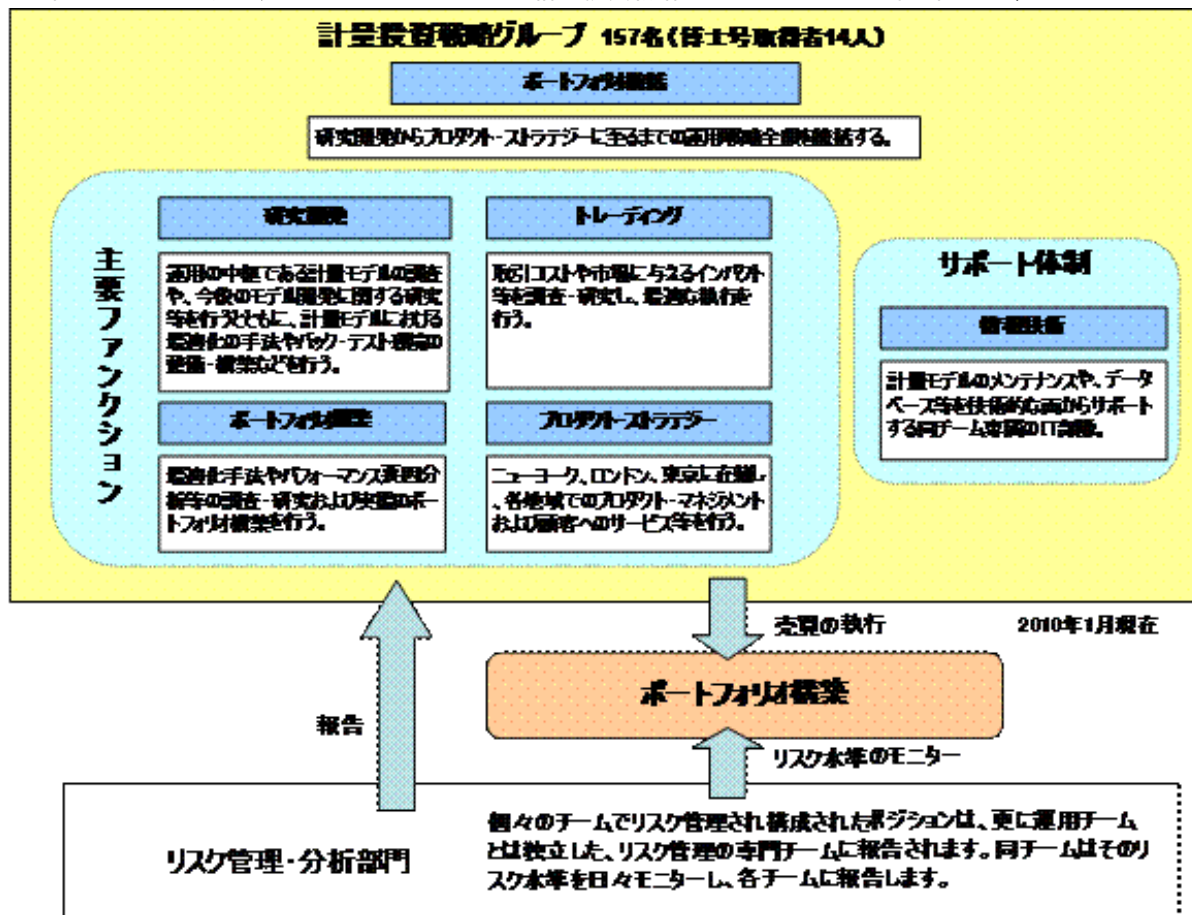 計量投資戦略グループ 157名(博士号取得者14人)
ポートフォリオ統括
研究開発からプロダクト・ストラテジーに至るまでの運用戦略全般を統括する。
主要ファンクション
研究開発
運用の中枢である計量モデルの調査
や、今後のモデル開発に関する研究
等を行うとともに、計量モデルにおける
最適化の手法やバック・テスト環境の
整備・構築などを行う。
トレーディング
取引コストや市場に与えるインパクト
等を調査・研究し、最適な執行を
行う。
ポートフォリオ構築
最適化手法やパフォーマンス要因分
析等の調査・研究および実際のポー
トフォリオ構築を行う。
プロダクト・ストラテジー
ニューヨーク、ロンドン、東京に在籍し
、各地域でのプロダクト・マネジメント
および顧客へのサービス等を行う。
サポート体制
管理技術
計量モデルのメンテナンスや、データ
ベース等を技術的な面からサポート
する同チーム専属のIT部隊。
売買の執行
2010年1月現在
ポートフォリオ構築
報告
リスク水準のモニター
リスク管理・分析部門
個々のチームでリスク管理され構成されたポジションは、更に運用チーム
とは独立した、リスク管理の専門チームに報告されます。同チームはそのリ
スク水準を日々モニターし、各チームに報告します。